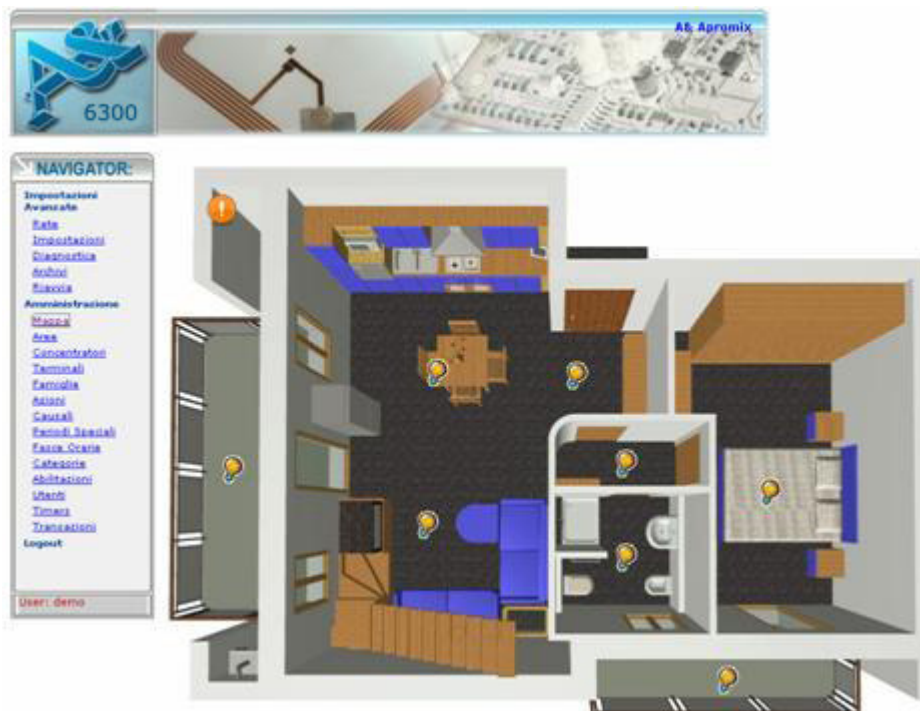 A& Apromix
6300
NAVIGATOR:
Impostazioni
Avanzate
Rete
Impostazioni
Diagnostica
Archivi
Riavvia
Amministrazione
Mappa
Area
Concentratori
Terminali
Famiglie
Azioni
Causali
Periodi Speciali
Fasce Orarie
Categorie
Abilitazioni
Utenti
Timers
Transazioni
Logout
User: demo